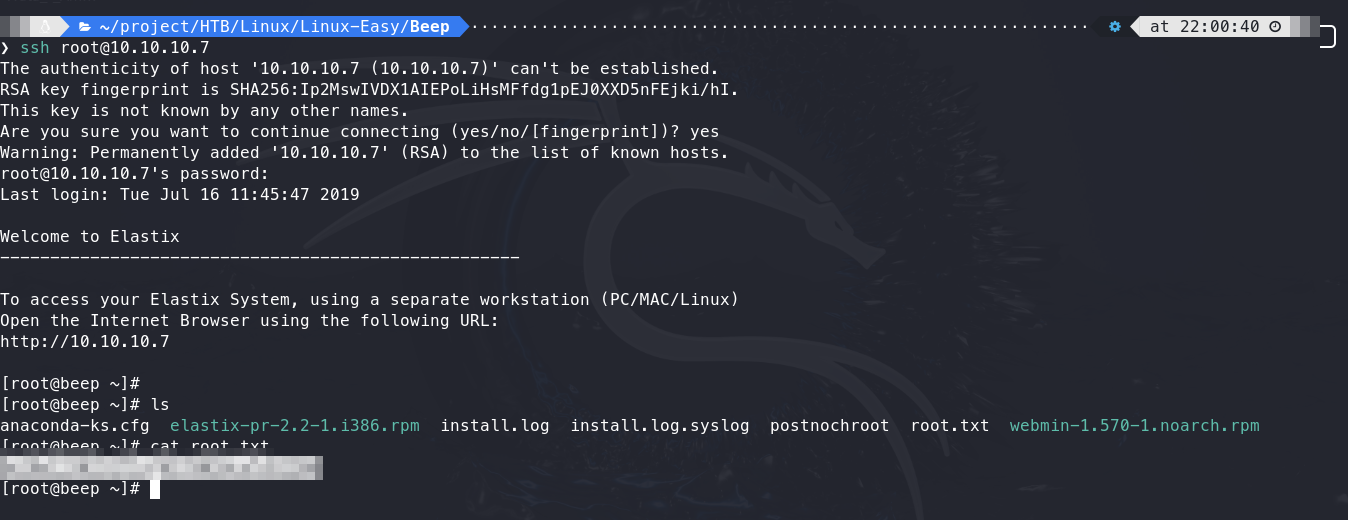 ~/project/HTB/Linux/Linux-Easy/Beep at 22:00:40
❯ ssh root@10.10.10.7
The authenticity of host '10.10.10.7 (10.10.10.7)' can't be established.
RSA key fingerprint is SHA256:Ip2MswIVDX1AIEPoLiHsMFfdg1pEJ0XXD5nFEjki/hI.
This key is not known by any other names.
Are you sure you want to continue connecting (yes/no/[fingerprint])? yes
Warning: Permanently added '10.10.10.7' (RSA) to the list of known hosts.
root@10.10.10.7's password:
Last login: Tue Jul 16 11:45:47 2019
Welcome to Elastix
----------------------------------------------------
To access your Elastix System, using a separate workstation (PC/MAC/Linux)
Open the Internet Browser using the following URL:
http://10.10.10.7
[root@beep ~]#
[root@beep ~]# ls
anaconda-ks.cfg elastix-pr-2.2-1.i386.rpm install.log install.log.syslog postnochroot root.txt webmin-1.570-1.noarch.rpm
[root@beep ~]# cat root.txt
[root@beep ~]#